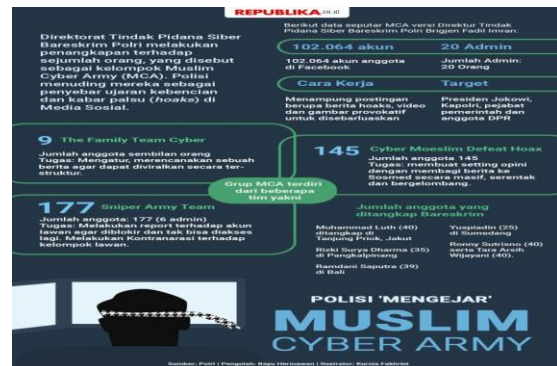 REPUBLIKA.co.id
Direktorat Tindak Pidana Siber
Bareskrim Polri melakukan
penangkapan terhadap
sejumlah orang, yang disebut
sebagai kelompok Muslim
Cyber Army (MCA). Polisi
menuding mereka sebagai
penyebar ujaran kebencian
dan kabar palsu (hoaks) di
Media Sosial.
Berikut data seputar MCA versi Direktur Tindak
Pidana Siber Bareskrim Polri Brigjen Fadil Imran:
102.064 akun
102.064 akun anggota
di Facebook
20 Admin
Jumlah Admin:
20 Orang
Cara Kerja
Menampung postingan
berupa berita hoaks, video
dan gambar provokatif
untuk disebarluaskan
Target
Presiden Jokowi,
Kapolri, pejabat
pemerintah dan
anggota DPR
9 The Family Team Cyber
Jumlah anggota sembilan orang
Tugas: Mengatur, merencanakan sebuah
berita agar dapat diviralkan secara ter-
struktur.
145 Cyber Moeslim Defeat Hoax
Jumlah anggota 145
Tugas: membuat setting opini
dengan membagi berita ke
Sosmed secara masif, serentak
dan bergelombang.
Grup MCA terdiri
dari beberapa
tim yakni
177 Sniper Army Team
Jumlah anggota: 177 (6 admin)
Tugas: Melakukan report terhadap akun
lawan agar diblokir dan tak bisa diakses
lagi. Melakukan Kontranarasi terhadap
kelompok lawan.
Jumlah anggota yang
ditangkap Bareskrim
Muhammad Luth (40)
ditangkap di
Tanjung Priok, Jakut
Rizki Surya Dharma (35)
di Pangkalpinang
Ramdani Saputra (39)
di Bali
Yuspiadin (25)
di Sumedang
Ronny Sutrisno (40)
serta Tara Arsih
Wijayani (40).
POLISI 'MENGEJAR'
MUSLIM
CYBER ARMY
Sumber: Polri | Pengolah: Bayu Hermawan | Ilustrator: Kurnia Fakhrini